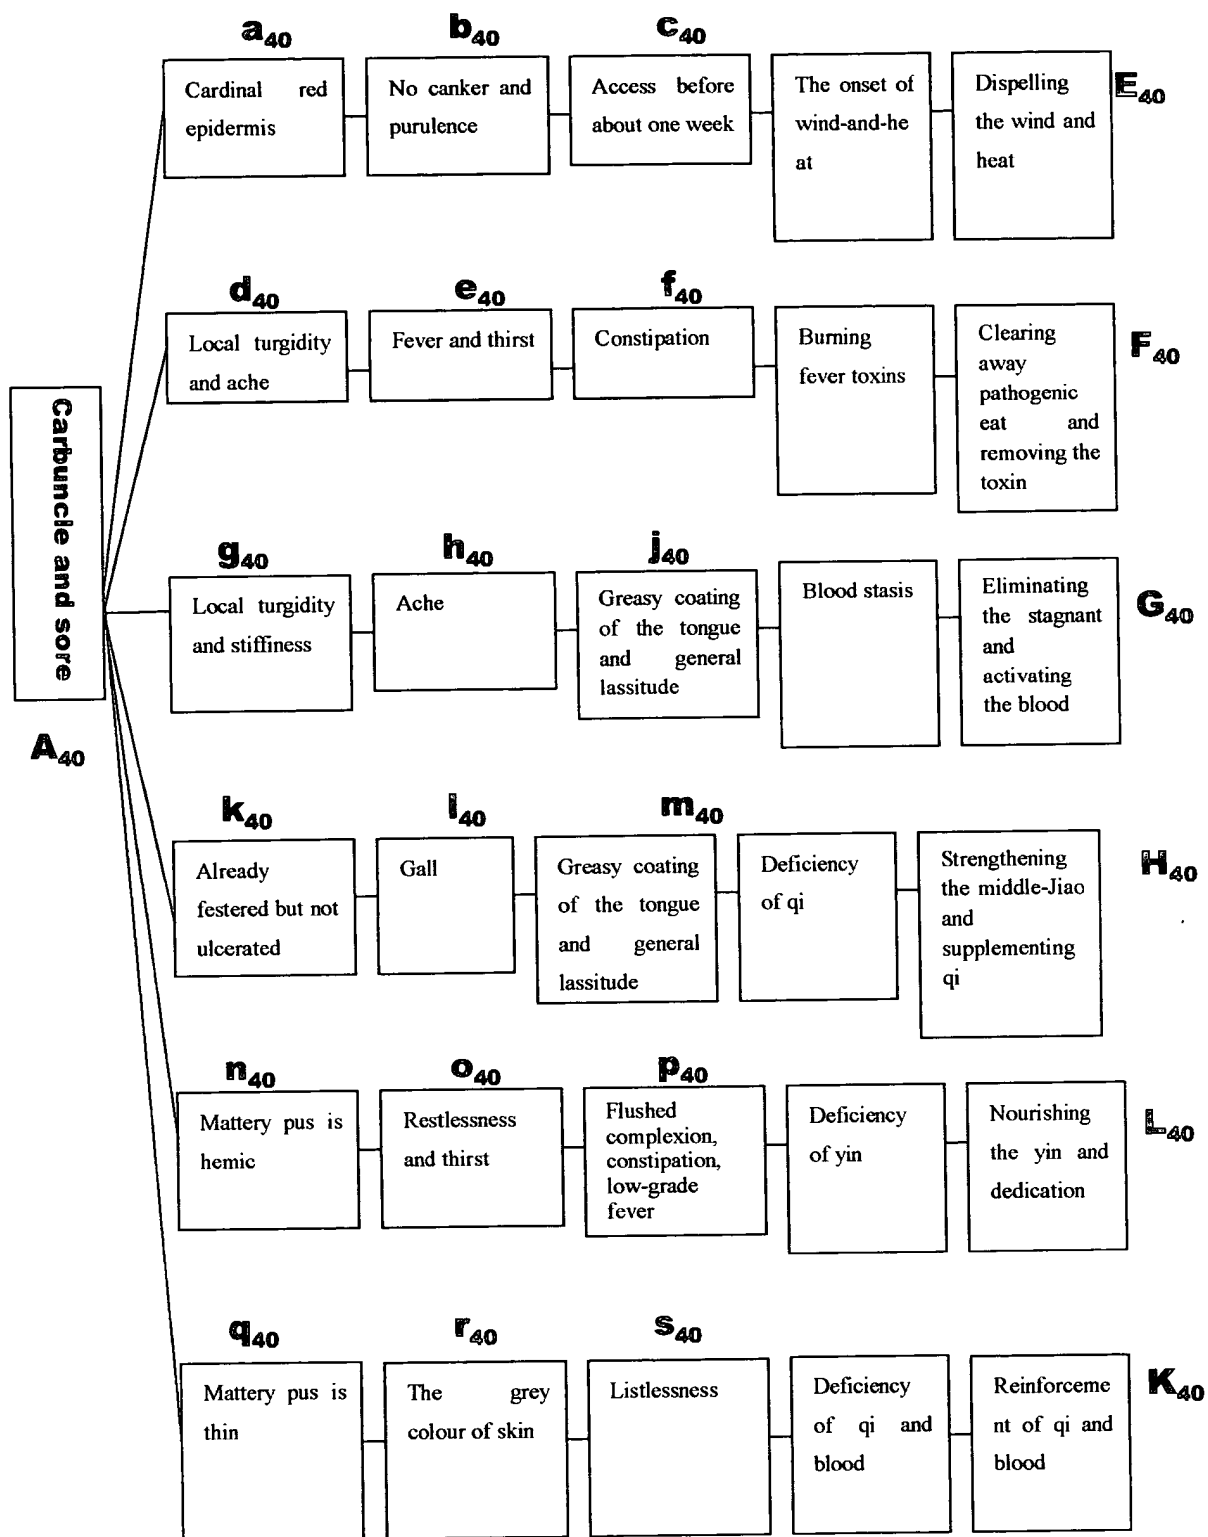 a40
b40
c40
Cardinal red
epidermis
No canker and
purulence
Access before
about one week
The onset of
wind-and-he
at
Dispelling
the wind and
heat
E40
d40
e40
f40
Local turgidity
and ache
Fever and thirst
Constipation
Burning
fever toxins
Clearing
away
pathogenic
eat and
removing the
toxin
F40
Carbuncle and sore
A40
g40
h40
j40
Local turgidity
and stiffiness
Ache
Greasy coating
of the tongue
and general
lassitude
Blood stasis
Eliminating
the stagnant
and
activating
the blood
G40
k40
l40
m40
Already
festered but not
ulcerated
Gall
Greasy coating
of the tongue
and general
lassitude
Deficiency
of qi
Strengthening
the middle-Jiao
and
supplementing
qi
H40
n40
o40
p40
Mattery pus is
hemic
Restlessness
and thirst
Flushed
complexion,
constipation,
low-grade
fever
Deficiency
of yin
Nourishing
the yin and
dedication
L40
q40
r40
s40
Mattery pus is
thin
The grey
colour of skin
Listlessness
Deficiency
of qi and
blood
Reinforceme
nt of qi and
blood
K40